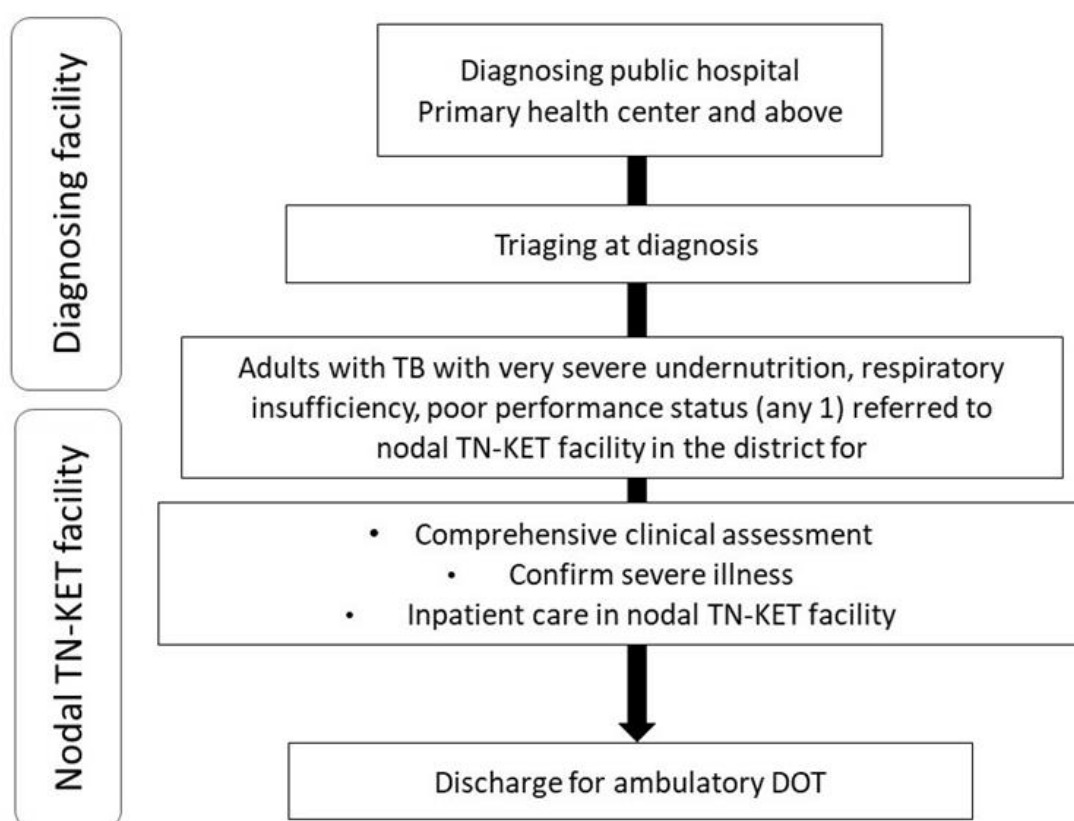 Diagnosing facility
Diagnosing public hospital
Primary health center and above
Triaging at diagnosis
Adults with TB with very severe undernutrition, respiratory
insufficiency, poor performance status (any 1) referred to
nodal TN-KET facility in the district for
Nodal TN-KET facility
• Comprehensive clinical assessment
• Confirm severe illness
• Inpatient care in nodal TN-KET facility
Discharge for ambulatory DOT